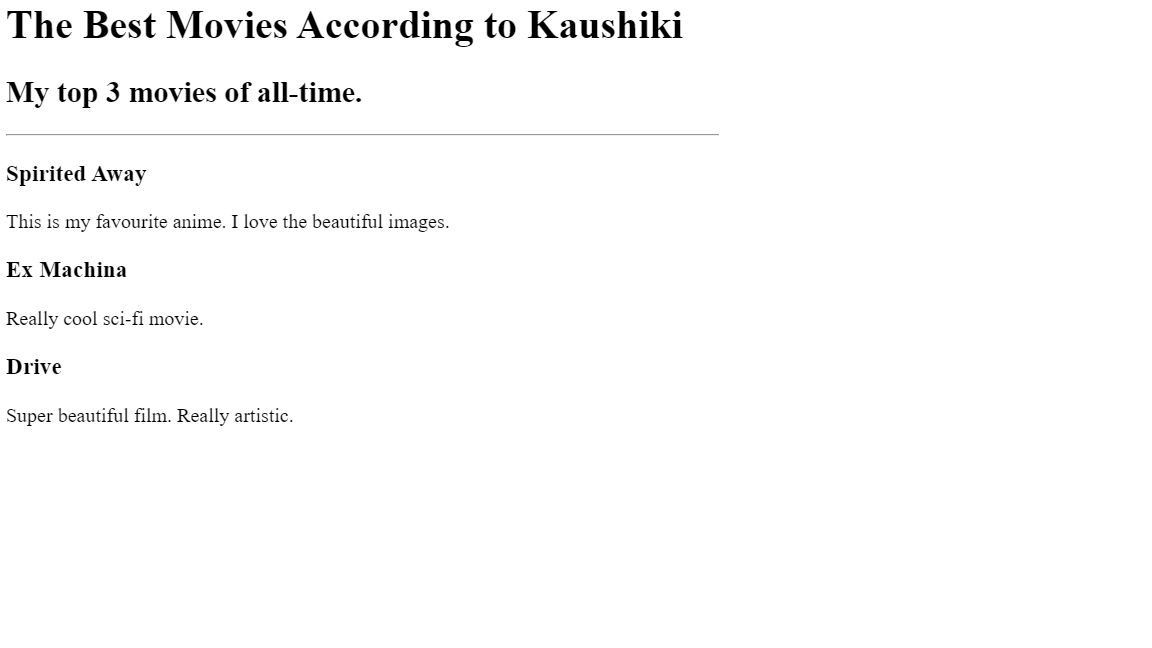 The Best Movies According to Kaushiki
My top 3 movies of all-time.
Spirited Away
This is my favourite anime. I love the beautiful images.
Ex Machina
Really cool sci-fi movie.
Drive
Super beautiful film. Really artistic.